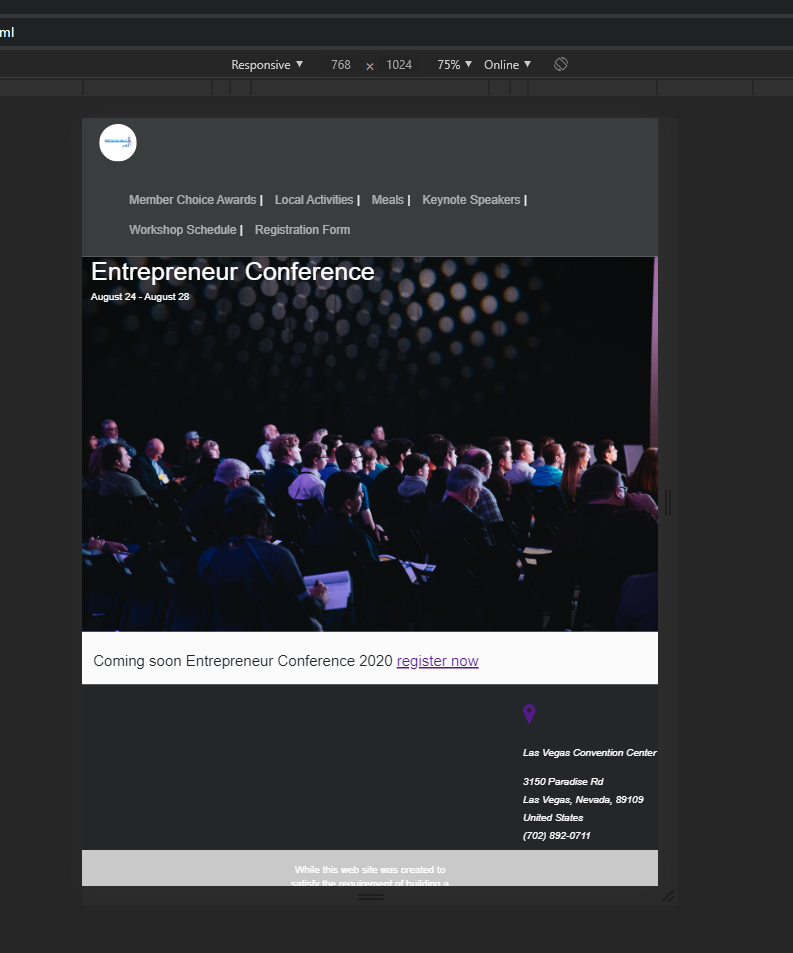 ml
Responsive ▼ 768 × 1024 75% ▼ Online ▼
Member Choice Awards | Local Activities | Meals | Keynote Speakers |
Workshop Schedule | Registration Form
Entrepreneur Conference
August 24 - August 28
Coming soon Entrepreneur Conference 2020 register now
Las Vegas Convention Center
3150 Paradise Rd
Las Vegas, Nevada, 89109
United States
(702) 892-0711
While this web site was created to
satisfy the requirement of building a